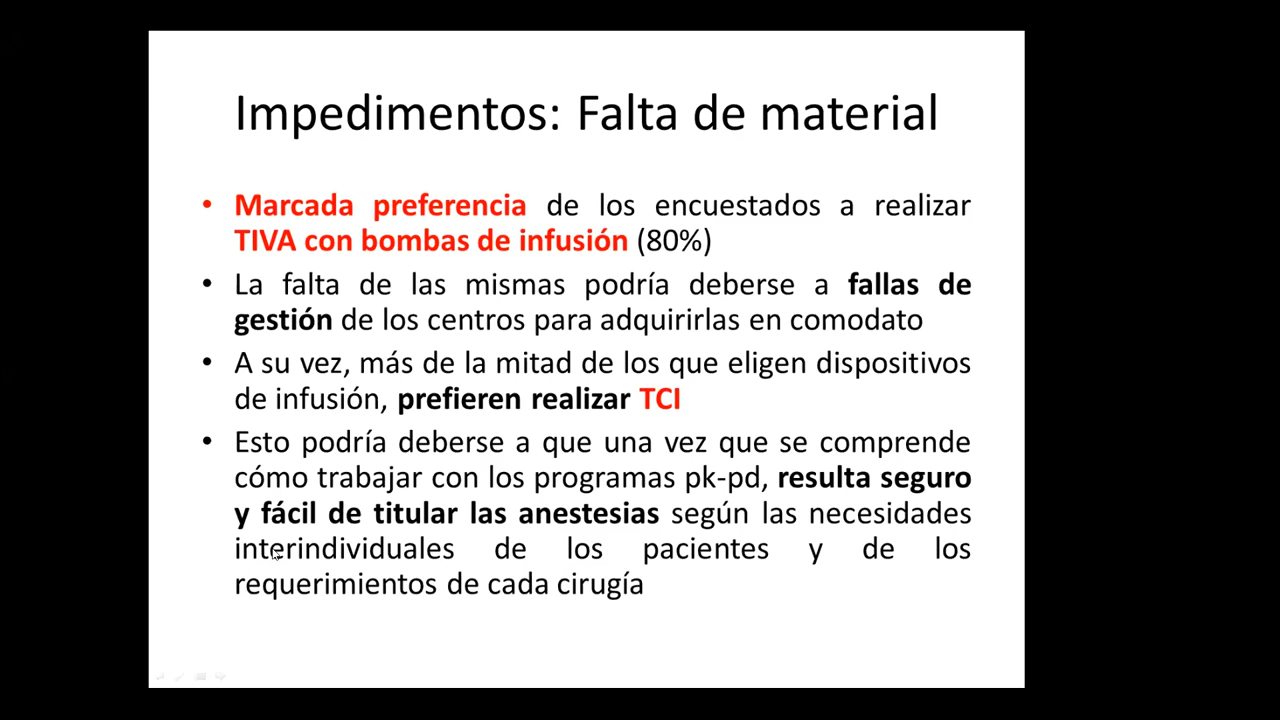 Impedimentos: Falta de material
• Marcada preferencia de los encuestados a realizar
TIVA con bombas de infusión (80%)
• La falta de las mismas podría deberse a fallas de
gestión de los centros para adquirirlas en comodato
• A su vez, más de la mitad de los que eligen dispositivos
de infusión, prefieren realizar TCI
• Esto podría deberse a que una vez que se comprende
cómo trabajar con los programas pk-pd, resulta seguro
y fácil de titular las anestesias según las necesidades
interindividuales de los pacientes y de los
requerimientos de cada cirugía